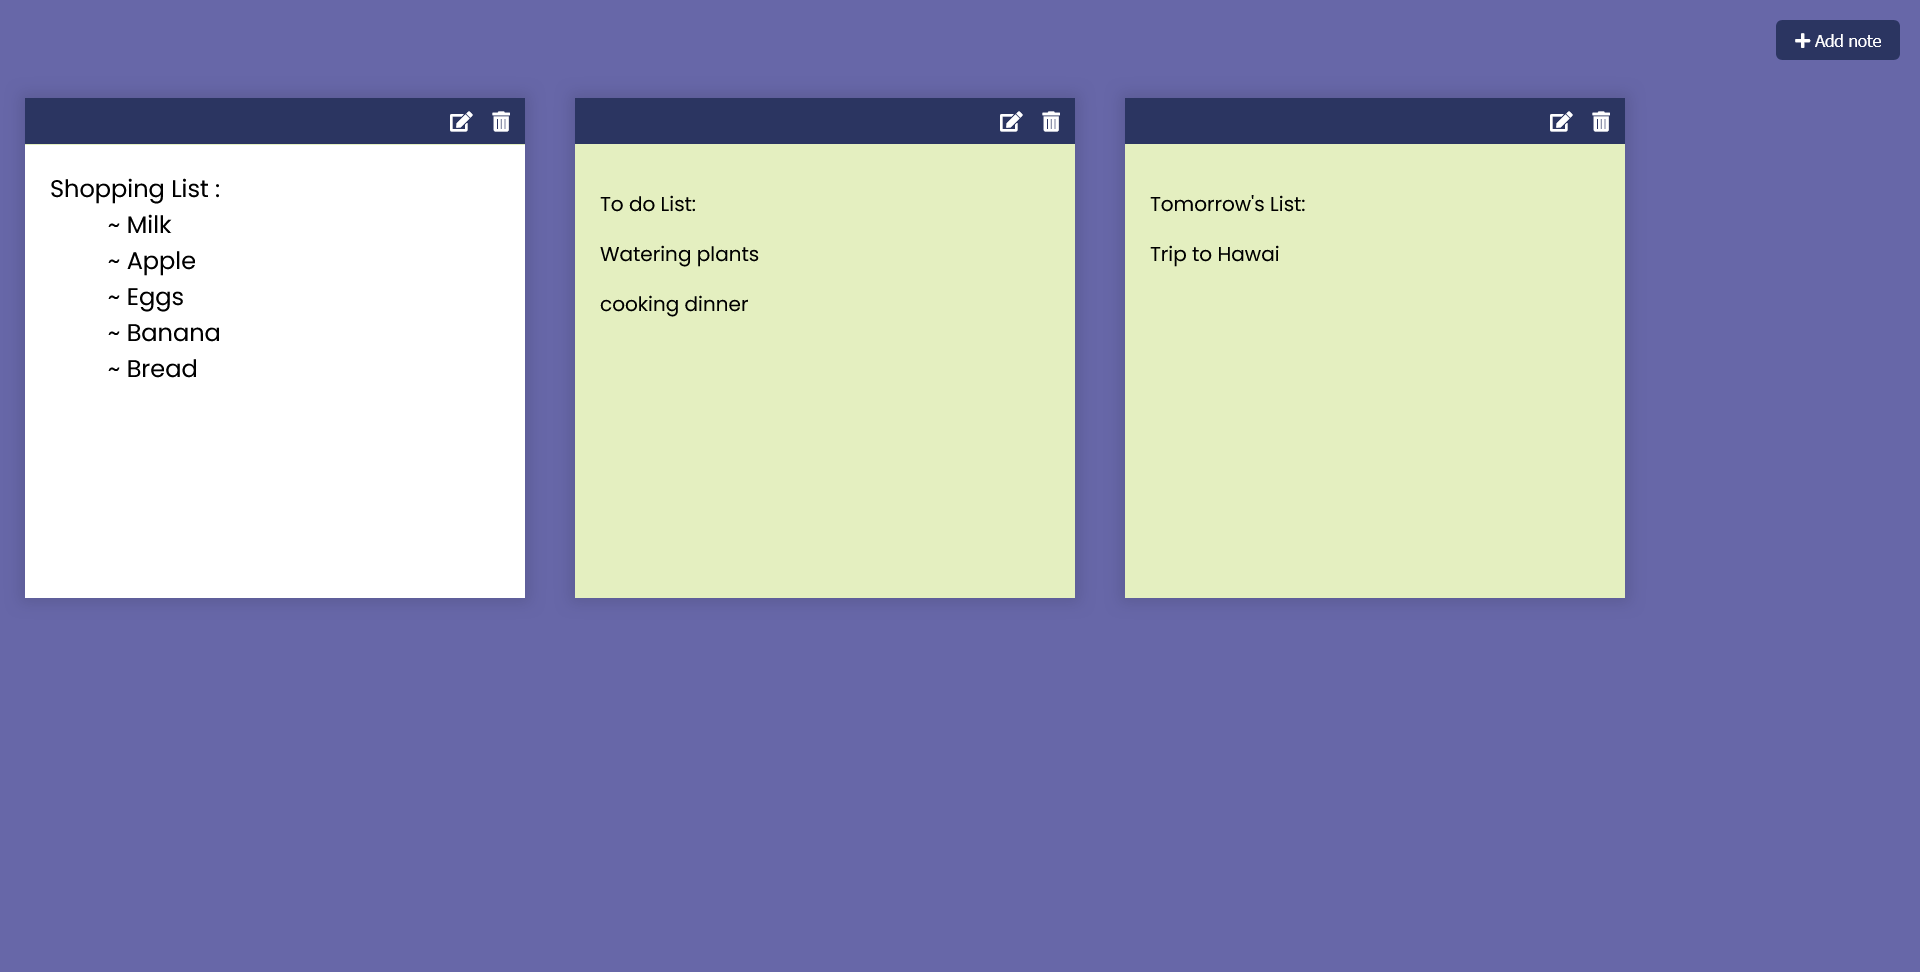 Add note
Shopping List :
~ Milk
~ Apple
~ Eggs
~ Banana
~ Bread
To do List:
Watering plants
cooking dinner
Tomorrow's List:
Trip to Hawai